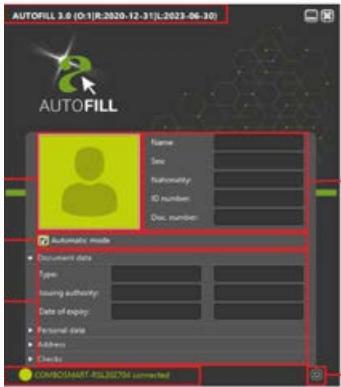 AUTOFILL 3.0 (O:1|R:2020-12-31|L:2023-06-30)
AUTOFILL
Name:
Sex:
Nationality:
ID number:
Doc. number:
Automatic mode
Document data
Type:
Issuing authority:
Date of expiry:
Personal data
Address
Checks
COMBOSMART-RSL202704 connected